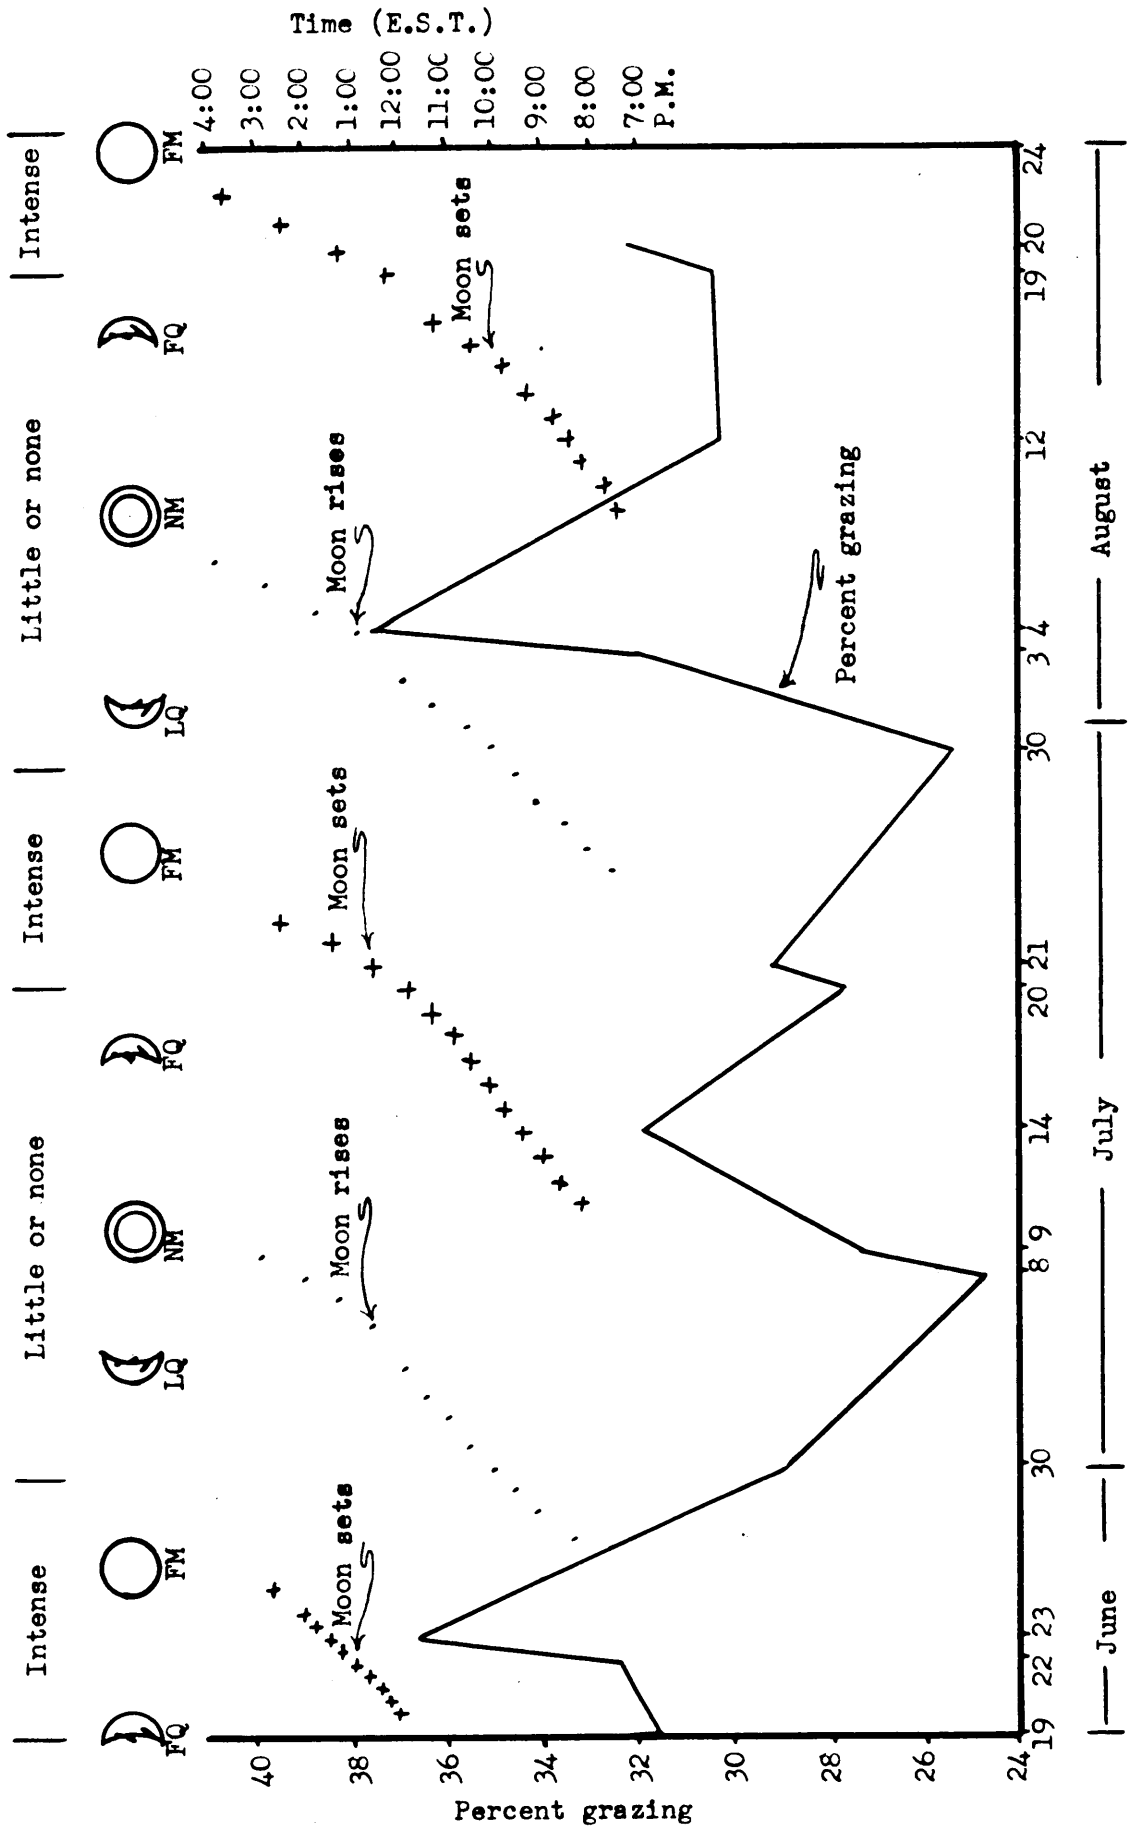 Intense
Little or none
Intense
Little or none
Intense
FQ
FM
LQ
NM
FQ
FM
LQ
NM
FQ
FM
Time (E.S.T.)
4:00
3:00
2:00
1:00
12:00
11:00
10:00
9:00
8:00
7:00
P.M.
Moon sets
Moon rises
Moon sets
Moon rises
Moon sets
Percent grazing
Percent grazing
40
38
36
34
32
30
28
26
24
19
22
23
30
8
9
14
20
21
30
3
4
12
19
20
24
June
July
August